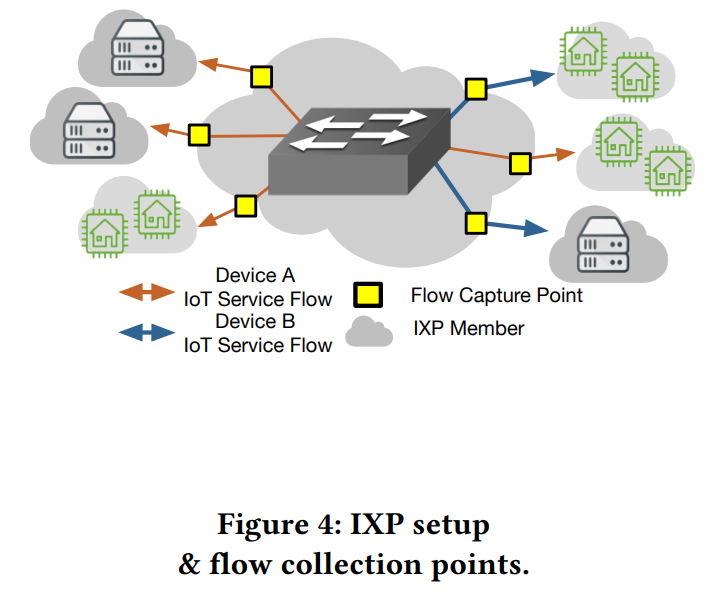 Device A
IoT Service Flow
Flow Capture Point
Device B
IoT Service Flow
IXP Member
Figure 4: IXP setup
& flow collection points.